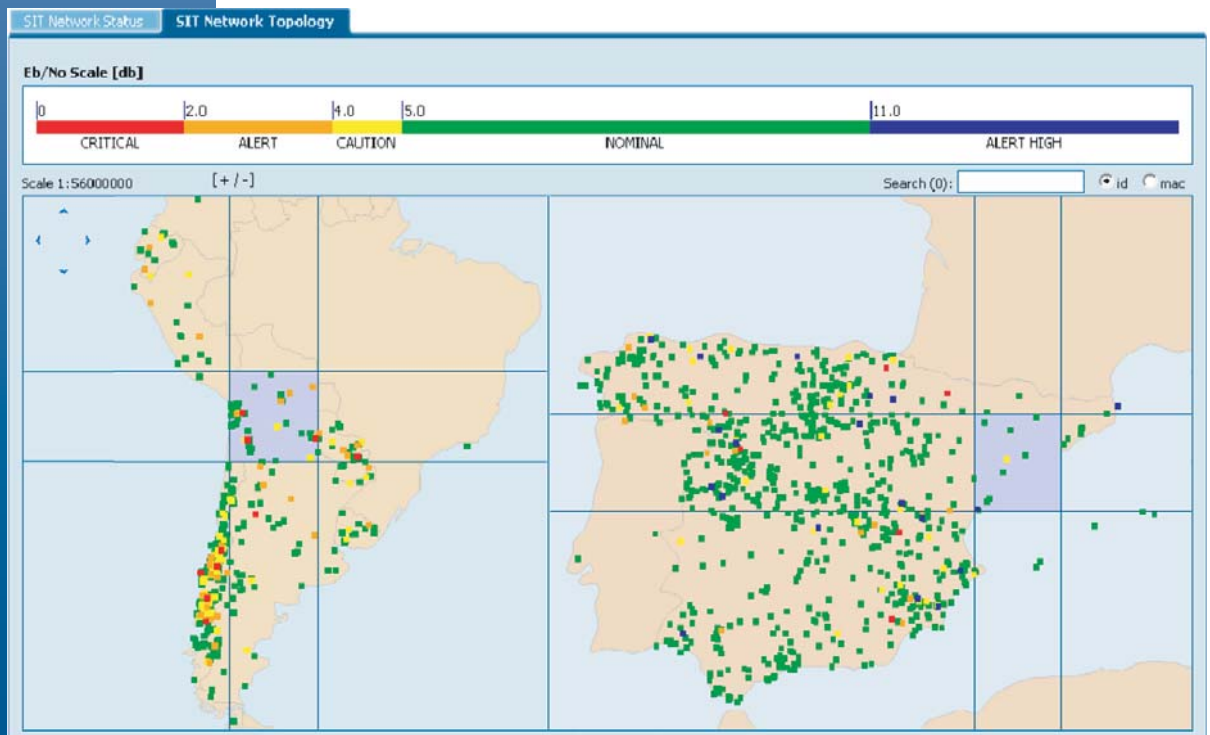 SIT Network Status SIT Network Topology
Eb/No Scale [db]
0 2.0 4.0 5.0 11.0
CRITICAL ALERT CAUTION NOMINAL ALERT HIGH
Scale 1:56000000 [+/-] Search (0): id mac